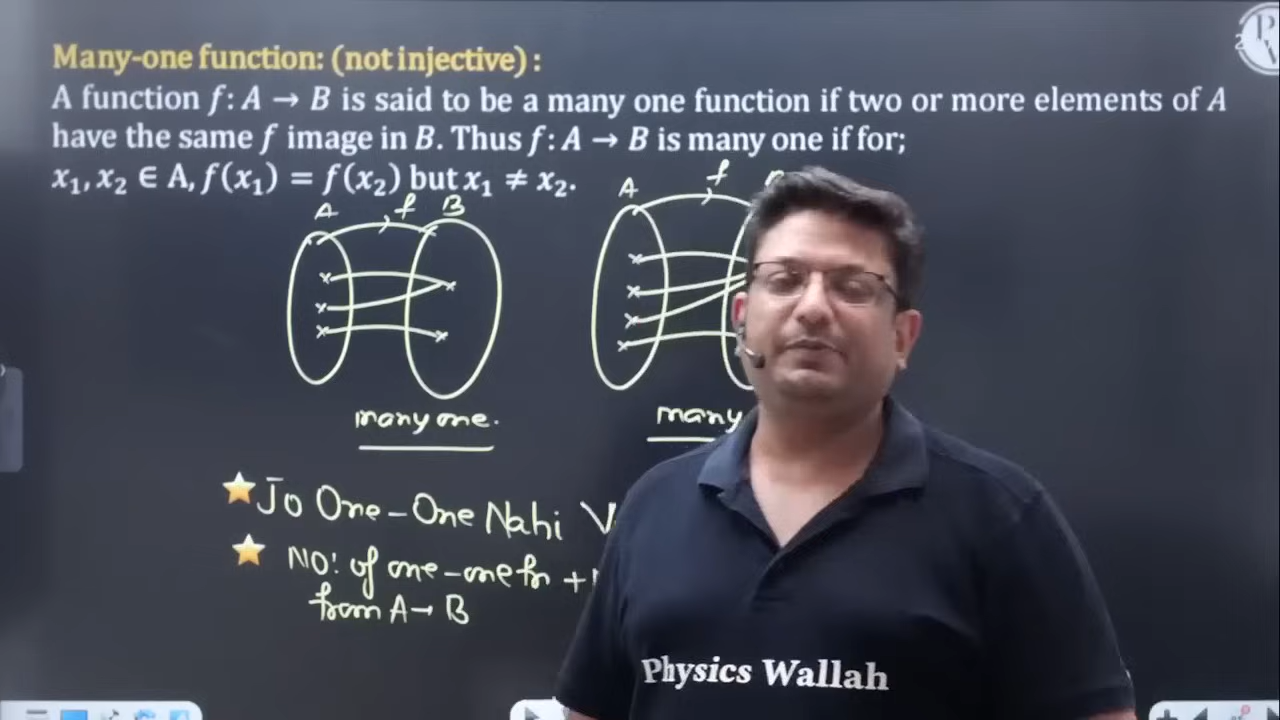 Many-one function: (not injective) :
A function f: A → B is said to be a many one function if two or more elements of A
have the same f image in B. Thus f: A → B is many one if for;
x₁, x₂ ∈ A, f(x₁) = f(x₂) but x₁ ≠ x₂.
A f B
A f
many one.
many
Jo One-One Nahi
No: of one-one fn +
from A → B
Physics Wallah